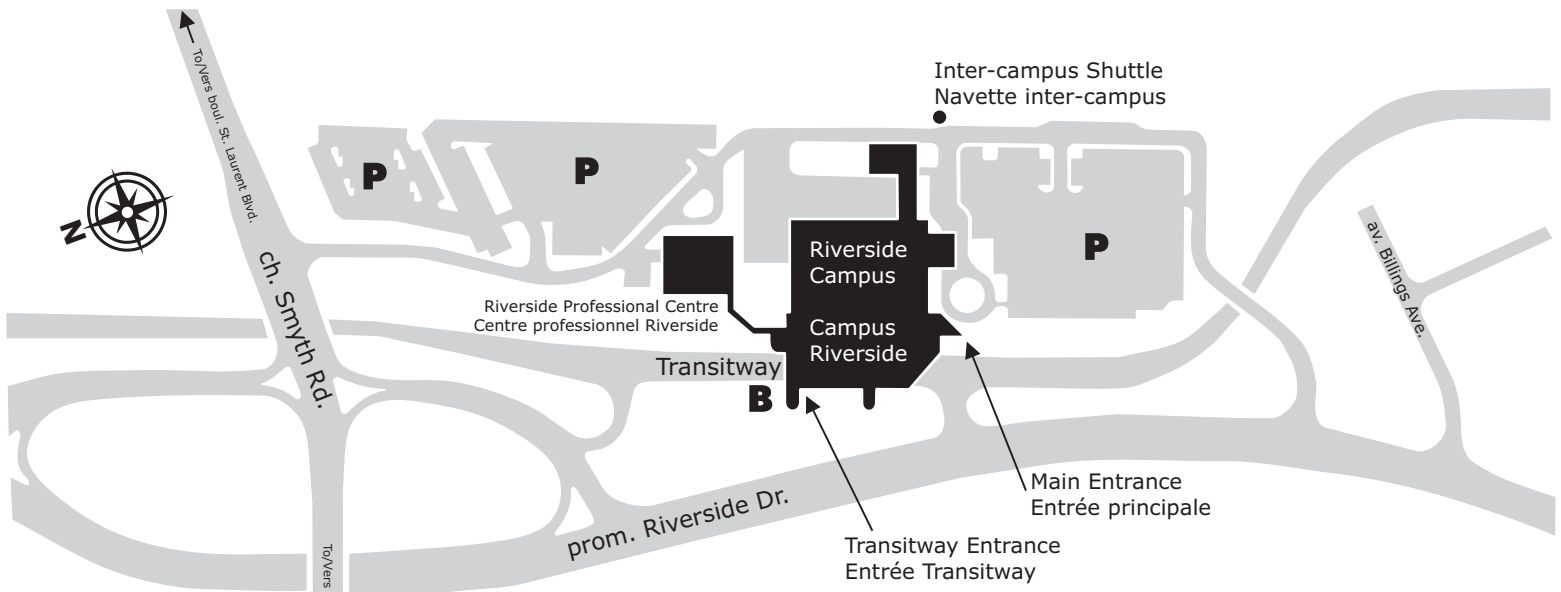 To/Vers boul. St. Laurent Blvd.
Inter-campus Shuttle
Navette inter-campus
P
P
P
N
ch. Smyth Rd.
Riverside
Campus
Campus
Riverside
av. Billings Ave.
Riverside Professional Centre
Centre professionnel Riverside
Transitway
B
Main Entrance
Entrée principale
prom. Riverside Dr.
Transitway Entrance
Entrée Transitway
To/Vers